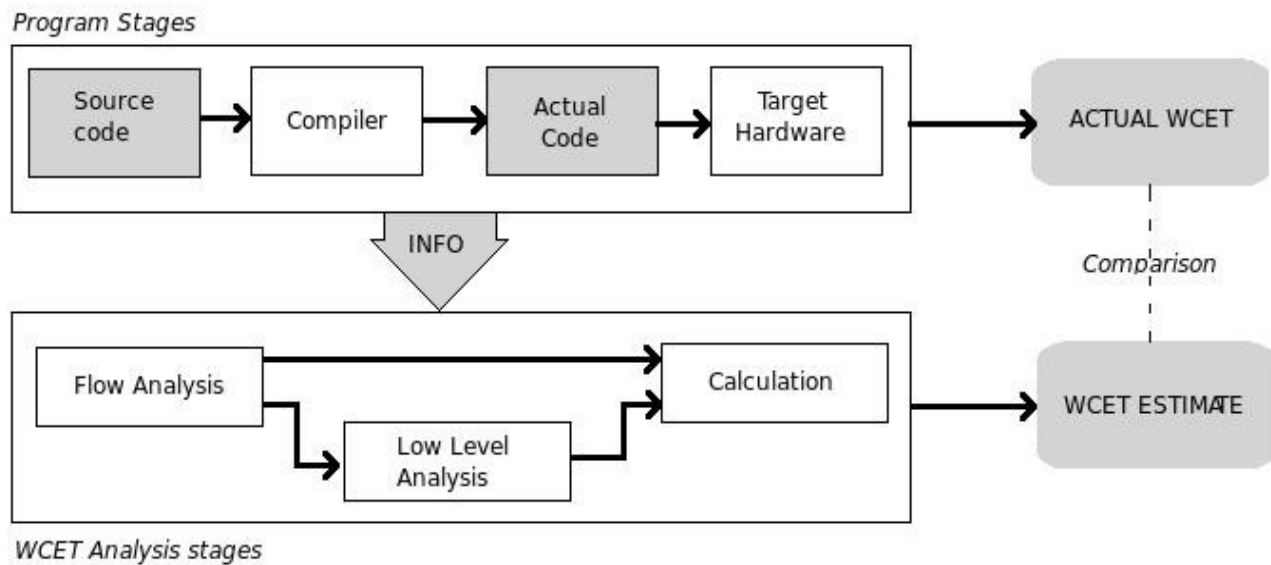 Program Stages
Source
code
Compiler
Actual
Code
Target
Hardware
ACTUAL WCET
INFO
Comparison
Flow Analysis
Low Level
Analysis
Calculation
WCET ESTIMATE
WCET Analysis stages